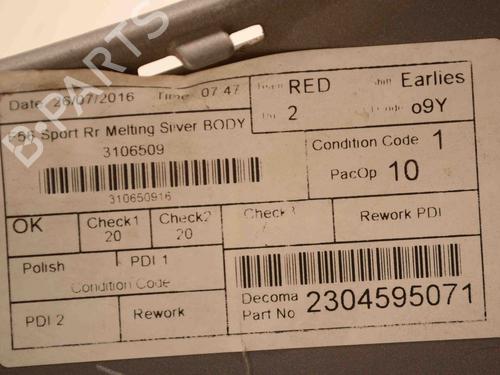 Date 26/07/2016 Time 07 47
RED
Earlies
2
o9Y
Sport Rr Melting Silver BODY
3106509
310650916
Condition Code 1
PacOp 10
OK
Check1 20
Check2 20
Check
Rework PDI
Polish
PDI 1
Condition Code
PDI 2
Rework
Decoma
Part No 2304595071
B PARTS